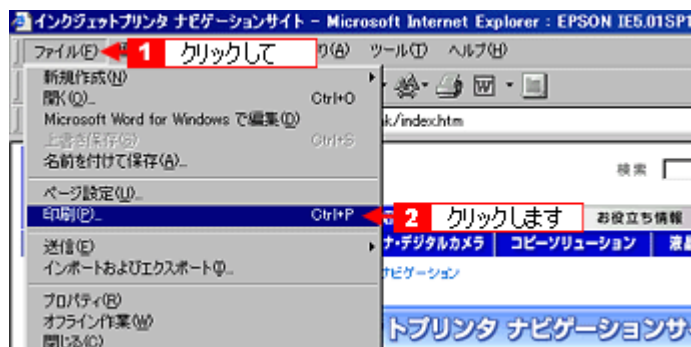 インクジェットプリンタ ナビゲーションサイト - Microsoft Internet Explorer : EPSON IE5.01SP1
ファイル(F) 1 クリックして り(A) ツール(T) ヘルプ(H)
新規作成(N)
開く(O)... Ctrl+O
Microsoft Word for Windows で編集(D)
上書き保存(S) Ctrl+S
k/index.htm
名前を付けて保存(A)...
検索
ページ設定(U)...
印刷(P)... Ctrl+P 2 クリックします お役立ち情報
送信(E) ナ・デジタルカメラ コピーソリューション 液晶
インポートおよびエクスポート(I)... ナビゲーション
プロパティ(R)
オフライン作業(W) トプリンタ ナビゲーションサ
閉じる(C)